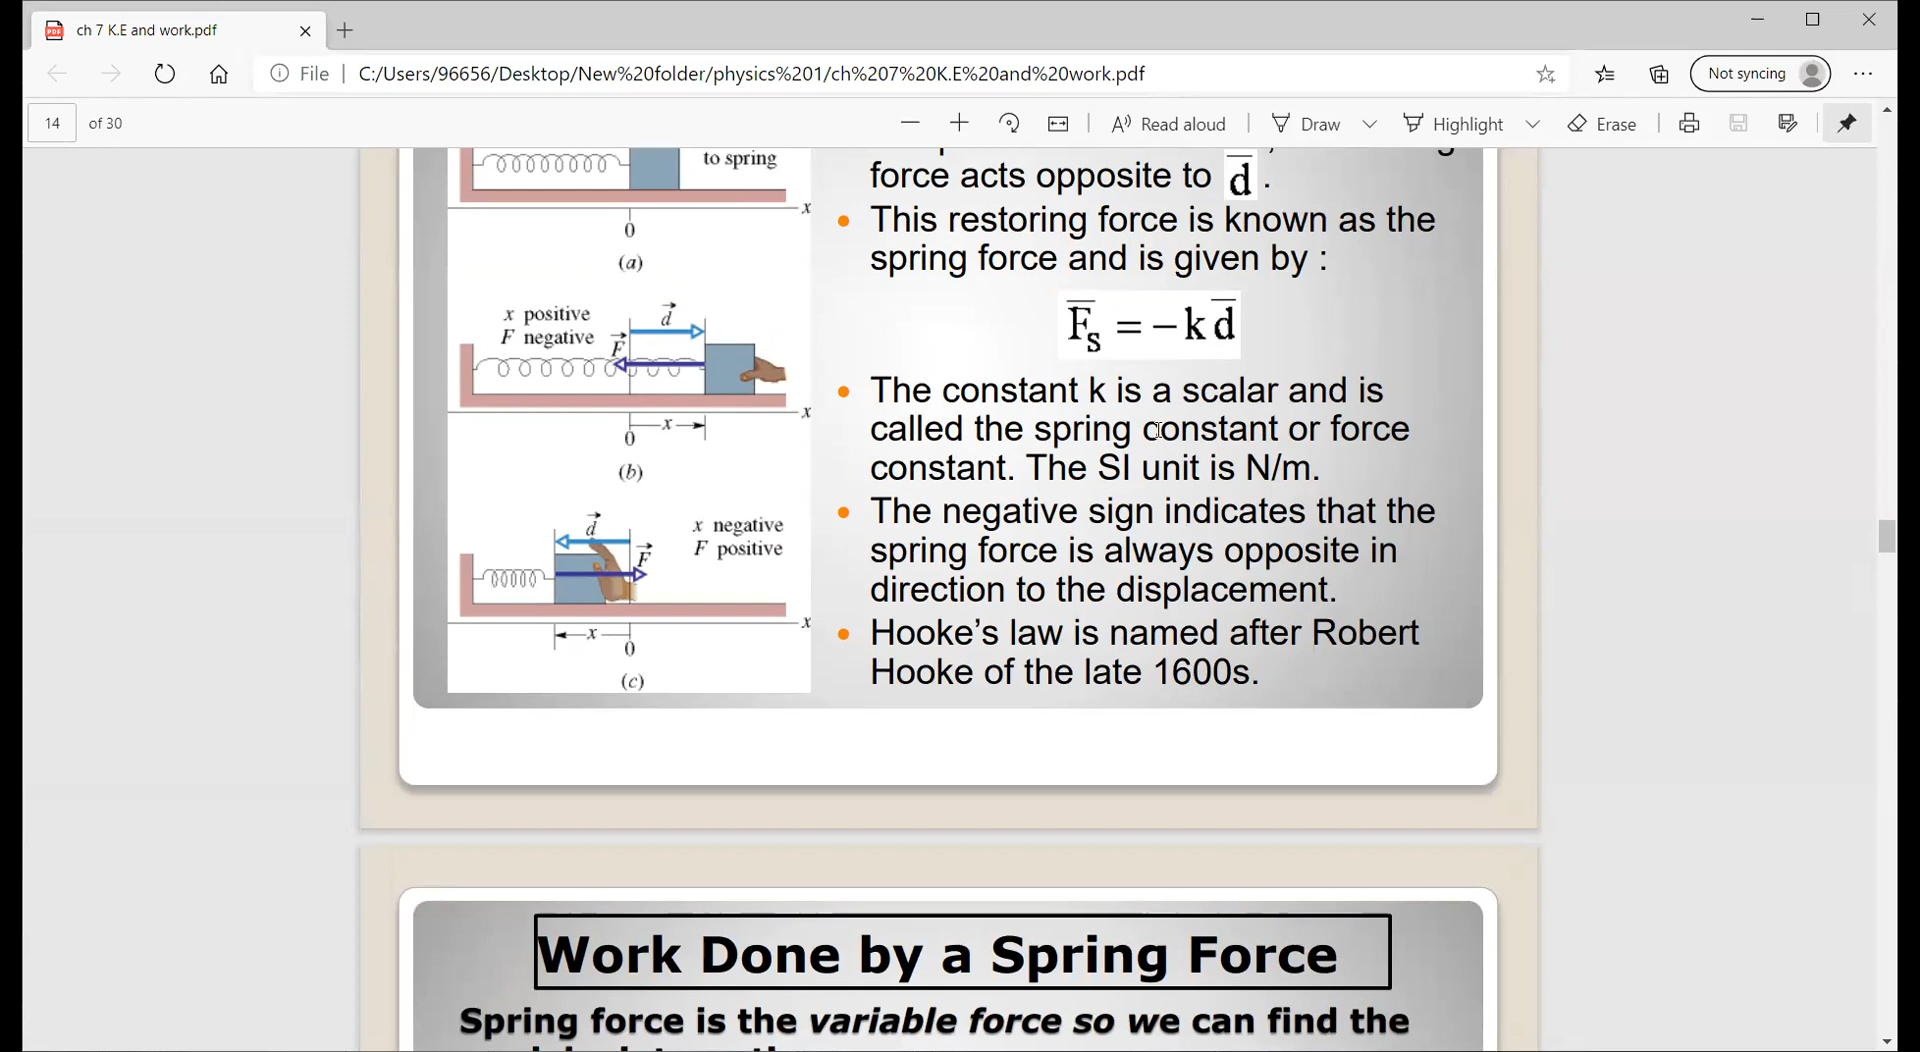 ch 7 K.E and work.pdf
File
C:/Users/96656/Desktop/New%20folder/physics%201/ch%207%20K.E%20and%20work.pdf
Not syncing
14 of 30
Read aloud
Draw
Highlight
Erase
to spring
x
0
(a)
x positive
F negative
d
F
x
x
0
(b)
d
F
x negative
F positive
x
x
0
(c)
force acts opposite to d .
• This restoring force is known as the
spring force and is given by :
Fs = − k d
• The constant k is a scalar and is
called the spring constant or force
constant. The SI unit is N/m.
• The negative sign indicates that the
spring force is always opposite in
direction to the displacement.
• Hooke’s law is named after Robert
Hooke of the late 1600s.
Work Done by a Spring Force
Spring force is the variable force so we can find the